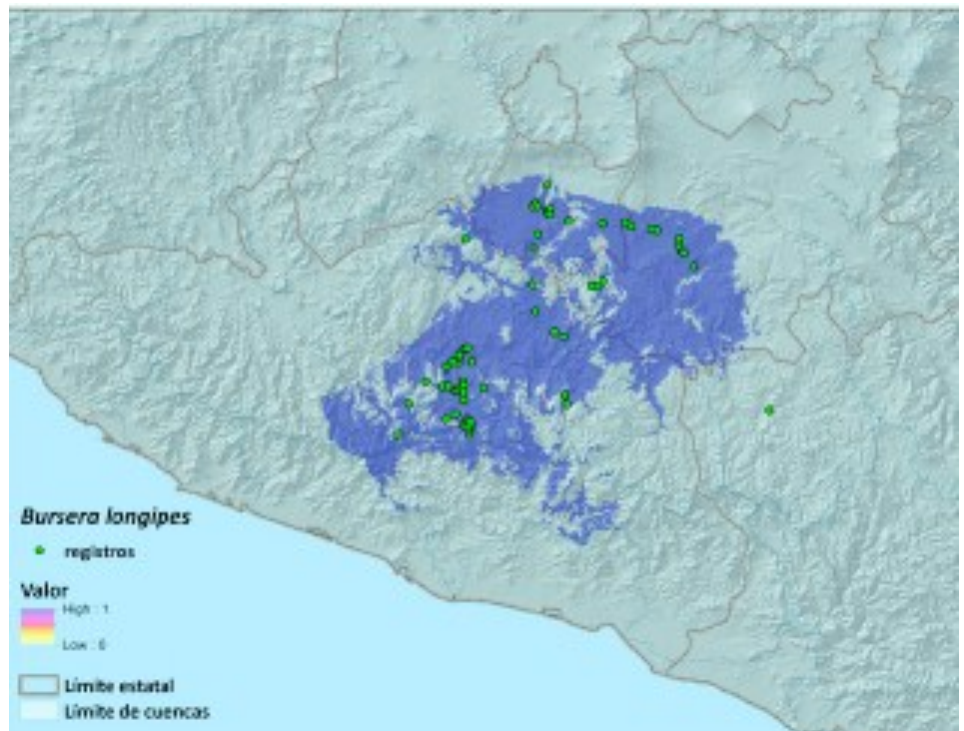 Bursera longipes
registros
Valor
High : 1
Low : 0
Límite estatal
Límite de cuencas